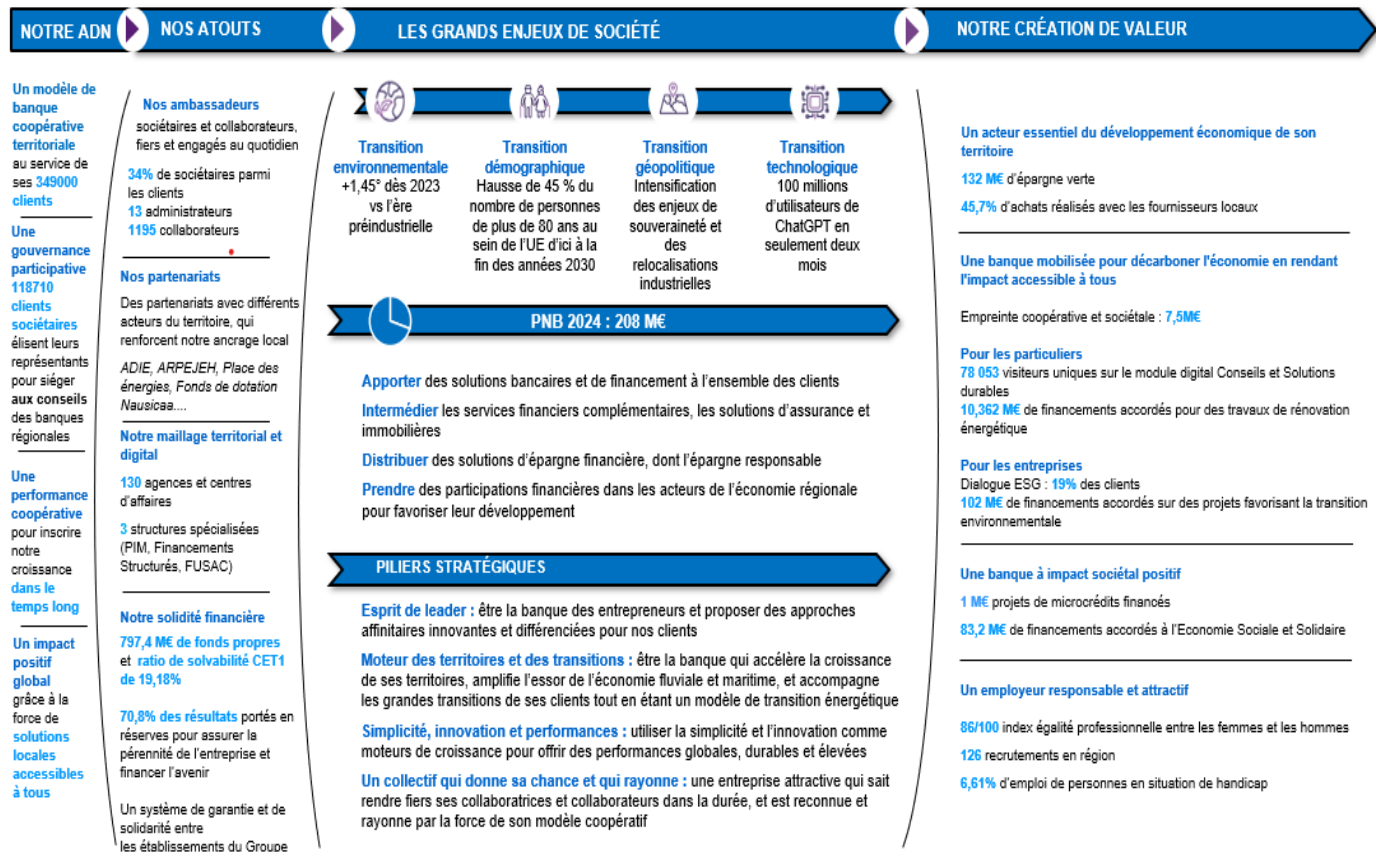 NOTRE ADN
NOS ATOUTS
LES GRANDS ENJEUX DE SOCIÉTÉ
NOTRE CRÉATION DE VALEUR
Un modèle de
banque
coopérative
territoriale
au service de
ses 349000
clients
Une
gouvernance
participative
118710
clients
sociétaires
élisent leurs
représentants
pour siéger
aux conseils
des banques
régionales
Une
performance
coopérative
pour inscrire
notre
croissance
dans le
temps long
Un impact
positif
global
grâce à la
force de
solutions
locales
accessibles
à tous
Nos ambassadeurs
sociétaires et collaborateurs,
fiers et engagés au quotidien
34% de sociétaires parmi
les clients
13 administrateurs
1195 collaborateurs
Nos partenariats
Des partenariats avec différents
acteurs du territoire, qui
renforcent notre ancrage local
ADIE, ARPEJEH, Place des
énergies, Fonds de dotation
Nausicaa....
Notre maillage territorial et
digital
130 agences et centres
d'affaires
3 structures spécialisées
(PIM, Financements
Structurés, FUSAC)
Notre solidité financière
797,4 M€ de fonds propres
et ratio de solvabilité CET1
de 19,18%
70,8% des résultats portés en
réserves pour assurer la
pérennité de l'entreprise et
financer l'avenir
Un système de garantie et de
solidarité entre
les établissements du Groupe
Transition
environnementale
+1,45° dès 2023
vs l'ère
préindustrielle
Transition
démographique
Hausse de 45 % du
nombre de personnes
de plus de 80 ans au
sein de l'UE d'ici à la
fin des années 2030
Transition
géopolitique
Intensification
des enjeux de
souveraineté et
des
relocalisations
industrielles
Transition
technologique
100 millions
d'utilisateurs de
ChatGPT en
seulement deux
mois
PNB 2024 : 208 M€
Apporter des solutions bancaires et de financement à l'ensemble des clients
Intermédier les services financiers complémentaires, les solutions d'assurance et
immobilières
Distribuer des solutions d'épargne financière, dont l'épargne responsable
Prendre des participations financières dans les acteurs de l'économie régionale
pour favoriser leur développement
PILIERS STRATÉGIQUES
Esprit de leader : être la banque des entrepreneurs et proposer des approches
affinitaires innovantes et différenciées pour nos clients
Moteur des territoires et des transitions : être la banque qui accélère la croissance
de ses territoires, amplifie l'essor de l'économie fluviale et maritime, et accompagne
les grandes transitions de ses clients tout en étant un modèle de transition énergétique
Simplicité, innovation et performances : utiliser la simplicité et l'innovation comme
moteurs de croissance pour offrir des performances globales, durables et élevées
Un collectif qui donne sa chance et qui rayonne : une entreprise attractive qui sait
rendre fiers ses collaboratrices et collaborateurs dans la durée, et est reconnue et
rayonne par la force de son modèle coopératif
Un acteur essentiel du développement économique de son
territoire
132 M€ d'épargne verte
45,7% d'achats réalisés avec les fournisseurs locaux
Une banque mobilisée pour décarboner l'économie en rendant
l'impact accessible à tous
Empreinte coopérative et sociétale : 7,5M€
Pour les particuliers
78 053 visiteurs uniques sur le module digital Conseils et Solutions
durables
10,362 M€ de financements accordés pour des travaux de rénovation
énergétique
Pour les entreprises
Dialogue ESG : 19% des clients
102 M€ de financements accordés sur des projets favorisant la transition
environnementale
Une banque à impact sociétal positif
1 M€ projets de microcrédits financés
83,2 M€ de financements accordés à l'Economie Sociale et Solidaire
Un employeur responsable et attractif
86/100 index égalité professionnelle entre les femmes et les hommes
126 recrutements en région
6,61% d'emploi de personnes en situation de handicap